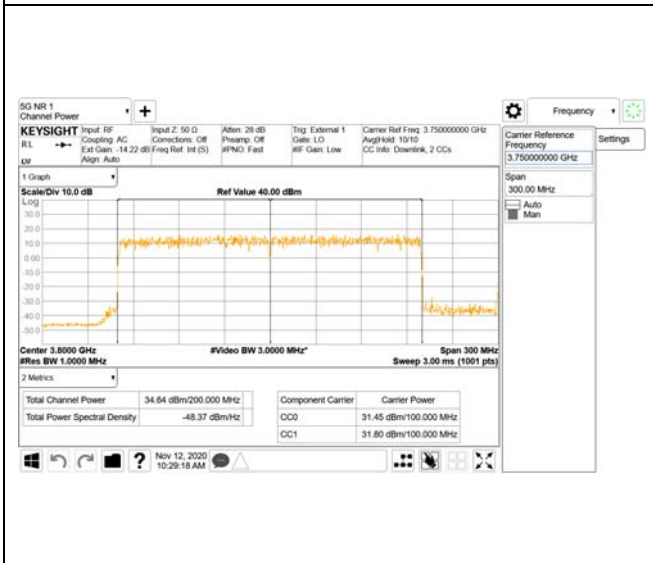 5G NR 1
Channel Power
+
Frequency
KEYSIGHT
RL
Input: RF
Coupling: AC
Ext Gain: -14.22 dB
Align: Auto
Input Z: 50 Ω
Corrections: Off
Freq Ref: Int (S)
Atten: 28 dB
Preamp: Off
#PNO: Fast
Trig: External 1
Gate: LO
#IF Gain: Low
Carrier Ref Freq: 3.750000000 GHz
Avg|Hold: 10/10
CC Info: Downlink, 2 CCs
Carrier Reference
Frequency
3.750000000 GHz
Settings
Span
300.00 MHz
Auto
Man
1 Graph
Scale/Div 10.0 dB
Ref Value 40.00 dBm
Log
30.0
20.0
10.0
0.00
-10.0
-20.0
-30.0
-40.0
-50.0
Center 3.8000 GHz
#Video BW 3.0000 MHz*
Span 300 MHz
#Res BW 1.0000 MHz
Sweep 3.00 ms (1001 pts)
2 Metrics
Total Channel Power 34.64 dBm/200.000 MHz
Total Power Spectral Density -48.37 dBm/Hz
Component Carrier Carrier Power
CC0 31.45 dBm/100.000 MHz
CC1 31.80 dBm/100.000 MHz
?
Nov 12, 2020
10:29:18 AM